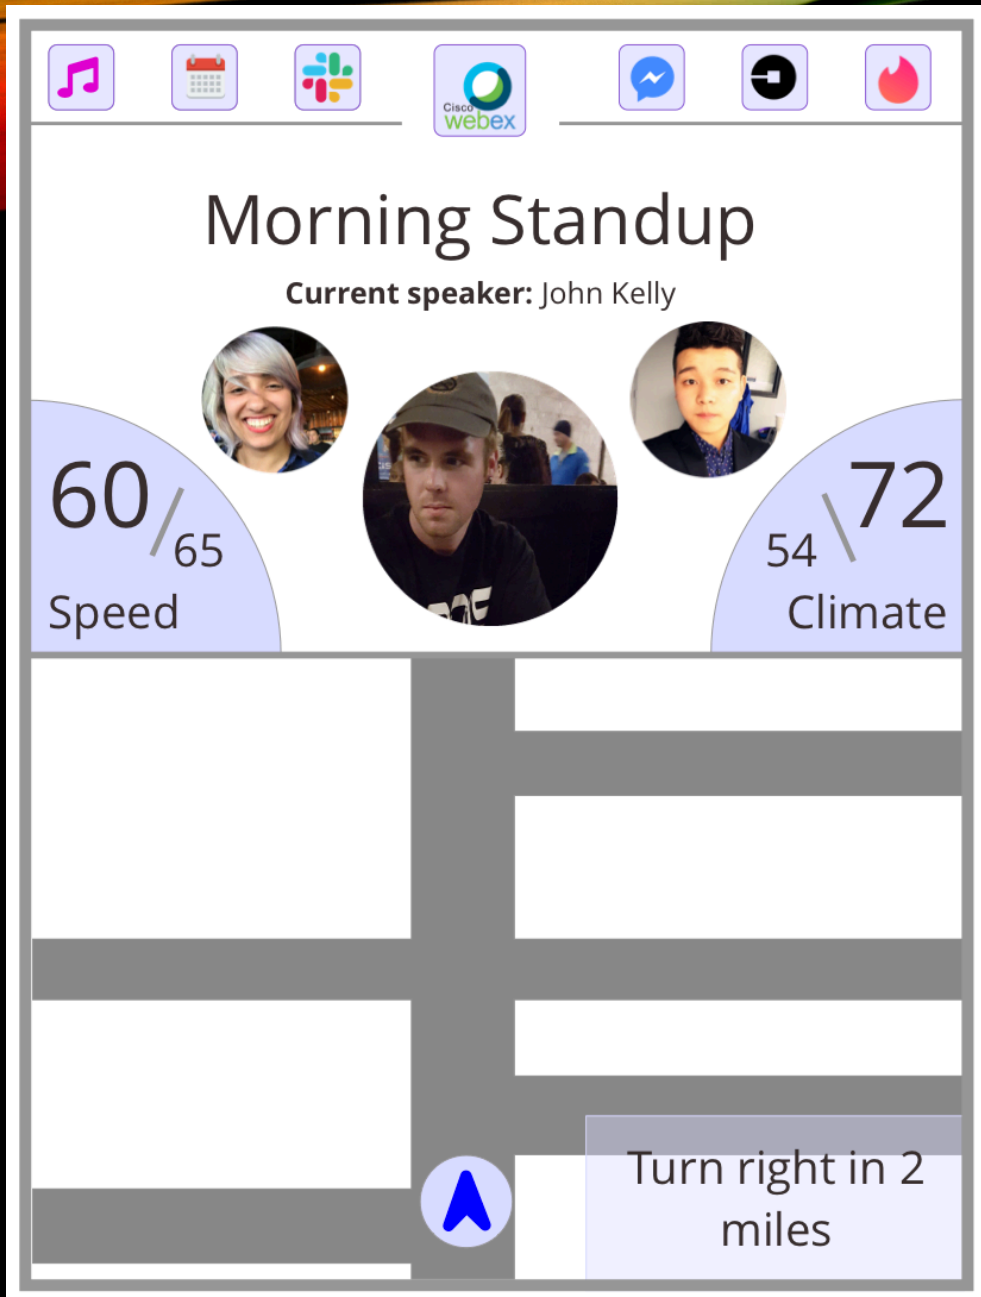 Cisco
webex
Morning Standup
Current speaker: John Kelly
60
65
Speed
72
54
Climate
Turn right in 2
miles